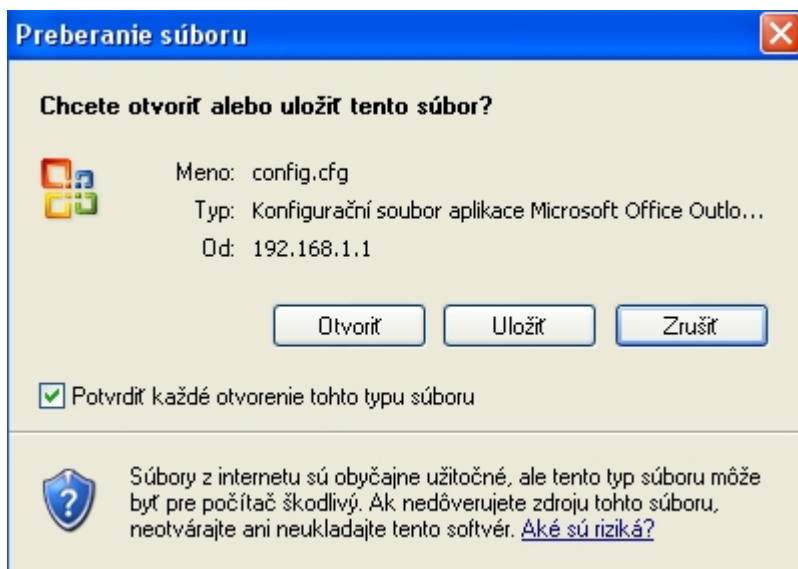 Preberanie súboru
Chcete otvoriť alebo uložiť tento súbor?
Meno: config.cfg
Typ: Konfigurační soubor aplikace Microsoft Office Outlo...
Od: 192.168.1.1
Otvoriť Uložiť Zrušiť
Potvrdiť každé otvorenie tohto typu súboru
Súbory z internetu sú obyčajne užitočné, ale tento typ súboru môže
byť pre počítač škodlivý. Ak nedôverujete zdroju tohto súboru,
neotvárajte ani neukladajte tento softvér. Aké sú riziká?